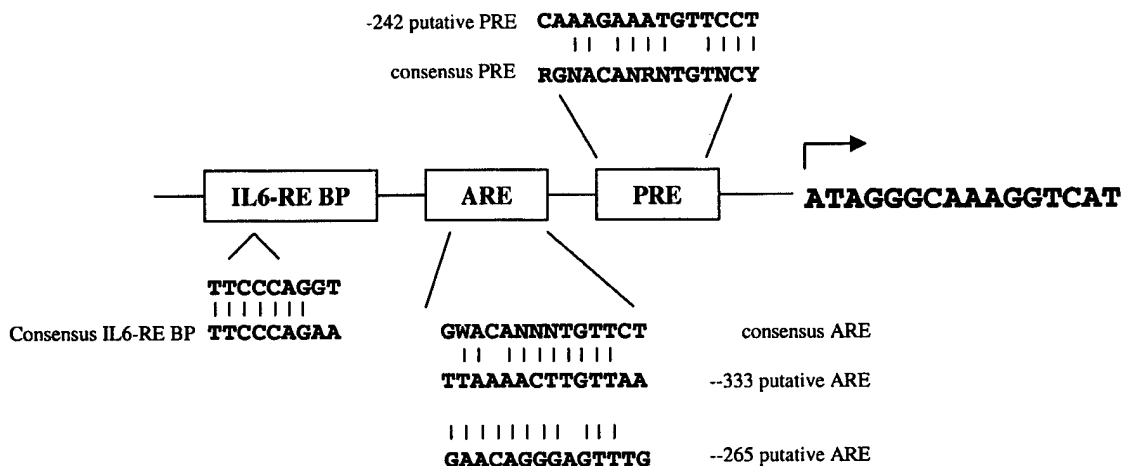 -242 putative PRE CAAAGAAATGTTCCT
consensus PRE RGNACANRNTGTNCY
IL6-RE BP ARE PRE ATAGGGCAAAGGTCAT
TTCCCAGGT
Consensus IL6-RE BP TTCCCAGAA
GWACANNNTGTTCT consensus ARE
TTAAAACTTGTTAA --333 putative ARE
GAACAGGGAGTTTG --265 putative ARE